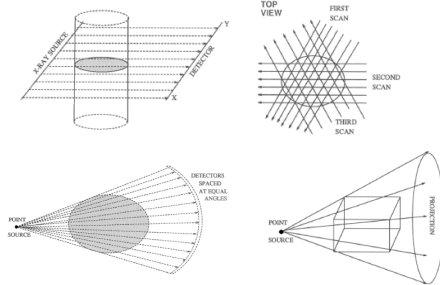 X-RAY SOURCE
Y
DETECTOR
X
TOP
VIEW
FIRST
SCAN
SECOND
SCAN
THIRD
SCAN
POINT
SOURCE
DETECTORS
SPACED
AT EQUAL
ANGLES
POINT
SOURCE
PROJECTION